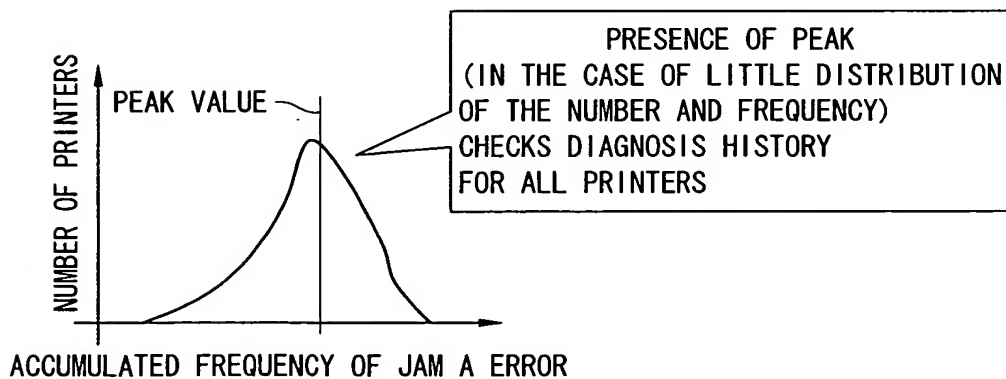 PRESENCE OF PEAK
(IN THE CASE OF LITTLE DISTRIBUTION
OF THE NUMBER AND FREQUENCY)
CHECKS DIAGNOSIS HISTORY
FOR ALL PRINTERS
PEAK VALUE
NUMBER OF PRINTERS
ACCUMULATED FREQUENCY OF JAM A ERROR